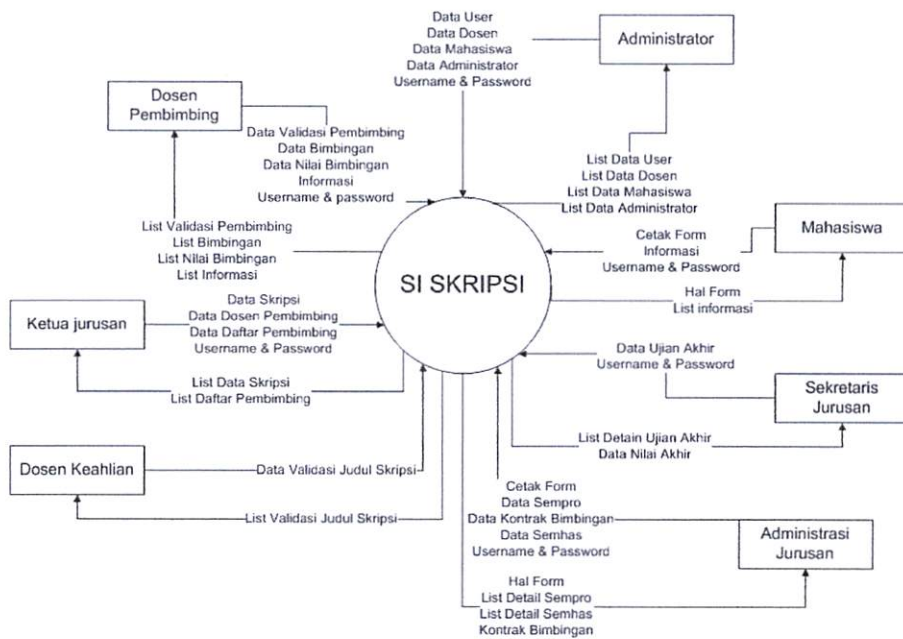 Data User
Data Dosen
Data Mahasiswa
Data Administrator
Username & Password
Administrator
Dosen
Pembimbing
Data Validasi Pembimbing
Data Bimbingan
Data Nilai Bimbingan
Informasi
Username & password
List Data User
List Data Dosen
List Data Mahasiswa
List Data Administrator
List Validasi Pembimbing
List Bimbingan
List Nilai Bimbingan
List Informasi
SI SKRIPSI
Cetak Form
Informasi
Username & Password
Mahasiswa
Hal Form
List informasi
Ketua jurusan
Data Skripsi
Data Dosen Pembimbing
Data Daftar Pembimbing
Username & Password
List Data Skripsi
List Daftar Pembimbing
Data Ujian Akhir
Username & Password
Sekretaris
Jurusan
List Detain Ujian Akhir
Data Nilai Akhir
Dosen Keahlian
Data Validasi Judul Skripsi
List Validasi Judul Skripsi
Cetak Form
Data Sempro
Data Kontrak Bimbingan
Data Semhas
Username & Password
Administrasi
Jurusan
Hal Form
List Detail Sempro
List Detail Semhas
Kontrak Bimbingan